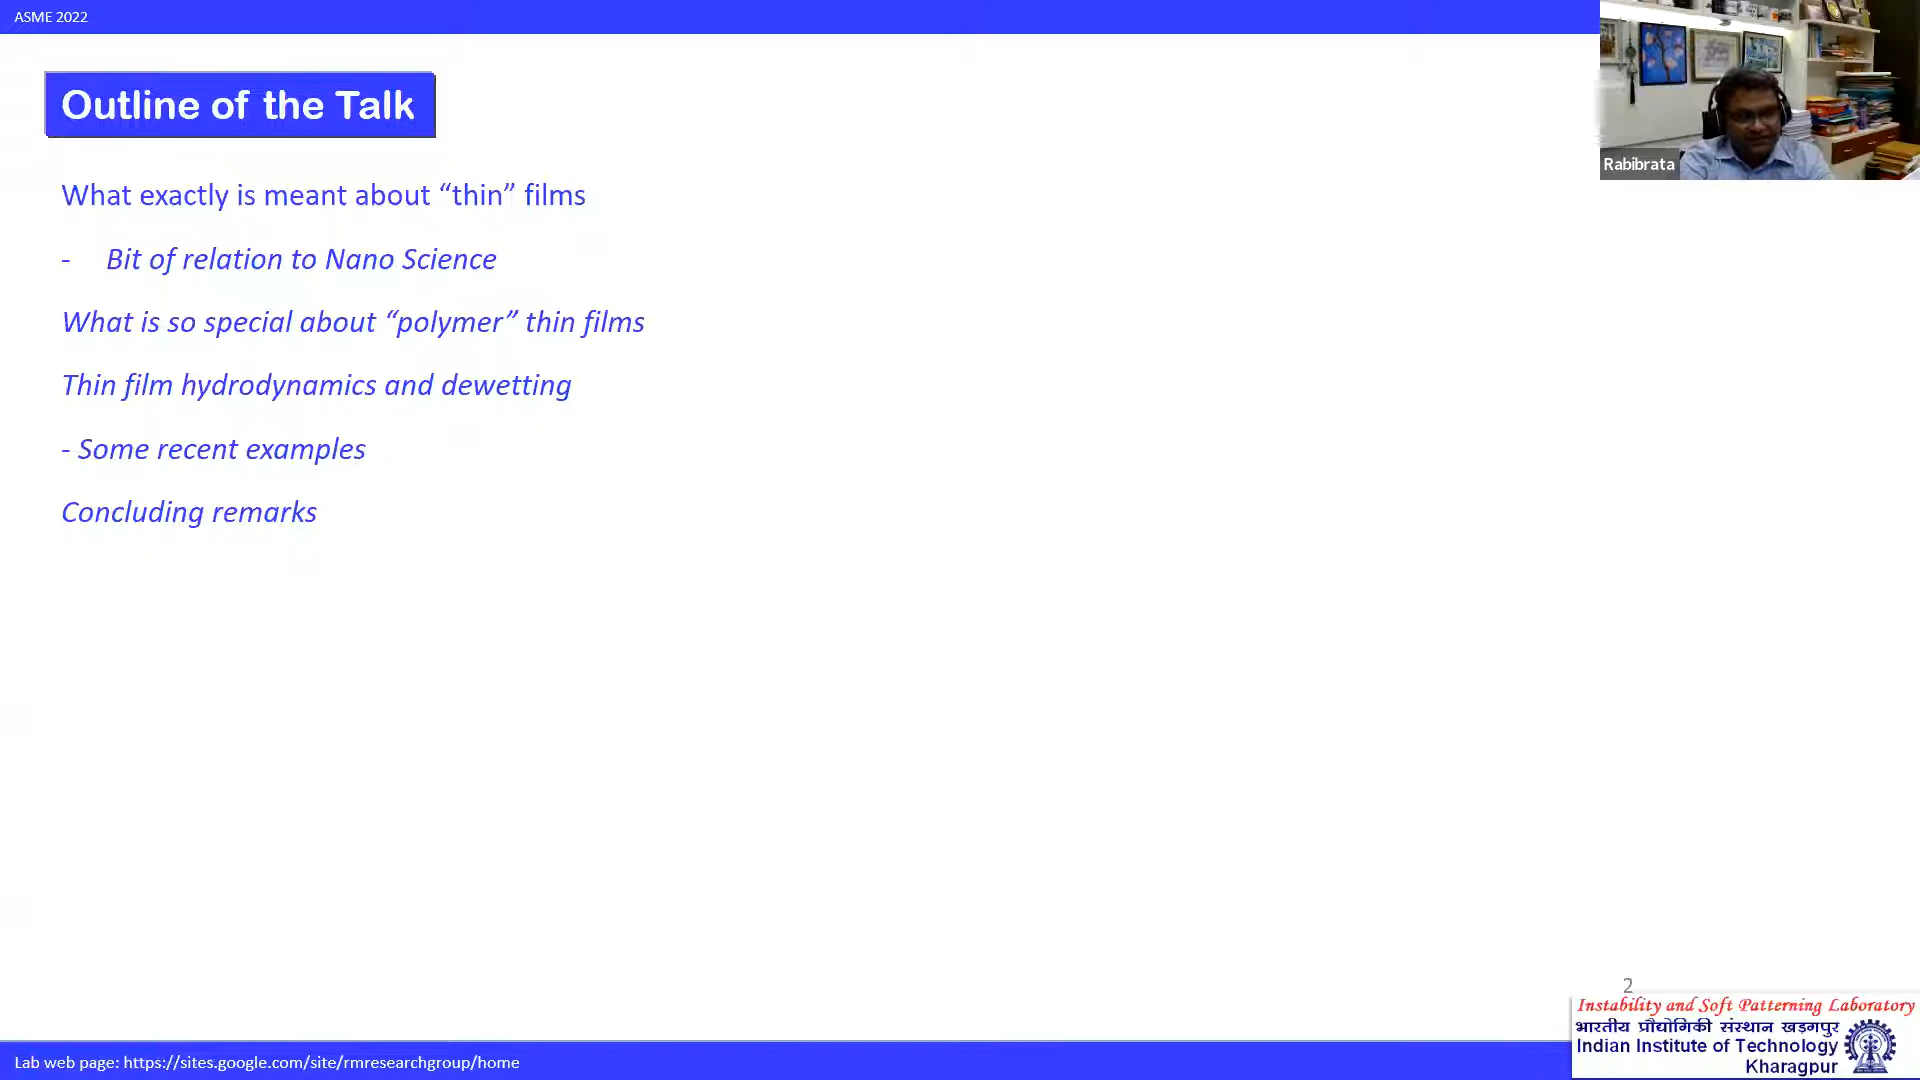 ASME 2022
Outline of the Talk
Rabibrata
What exactly is meant about “thin” films
- Bit of relation to Nano Science
What is so special about “polymer” thin films
Thin film hydrodynamics and dewetting
- Some recent examples
Concluding remarks
2
Instability and Soft Patterning Laboratory
भारतीय प्रौद्योगिकी संस्थान खड़गपुर
Indian Institute of Technology
Kharagpur
Lab web page: https://sites.google.com/site/rmresearchgroup/home